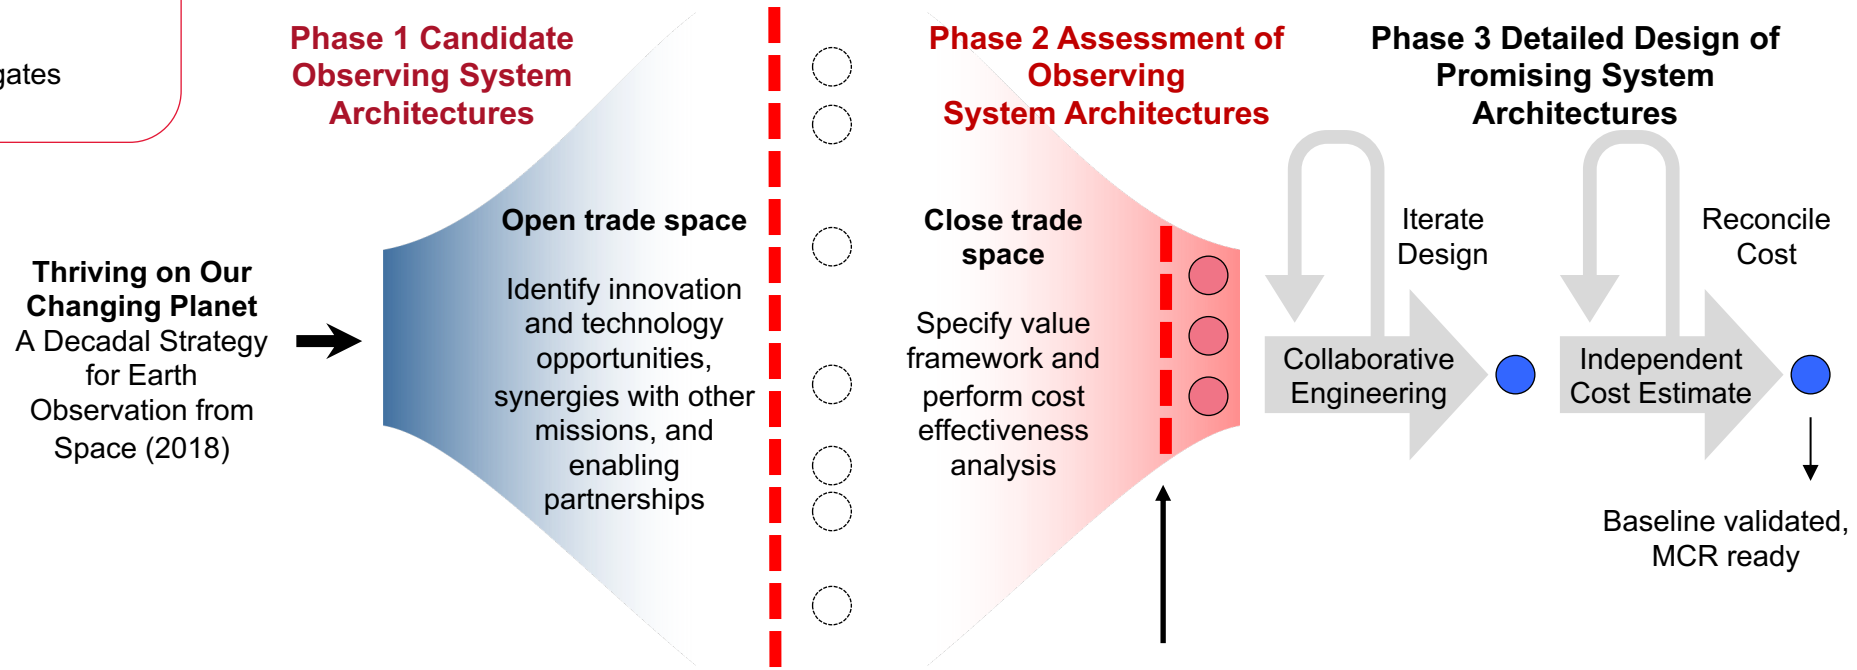 gates
Phase 1 Candidate
Observing System
Architectures
Phase 2 Assessment of
Observing
System Architectures
Phase 3 Detailed Design of
Promising System
Architectures
Thriving on Our
Changing Planet
A Decadal Strategy
for Earth
Observation from
Space (2018)
Open trade space
Identify innovation
and technology
opportunities,
synergies with other
missions, and
enabling
partnerships
Close trade
space
Specify value
framework and
perform cost
effectiveness
analysis
Iterate
Design
Collaborative
Engineering
Reconcile
Cost
Independent
Cost Estimate
Baseline validated,
MCR ready